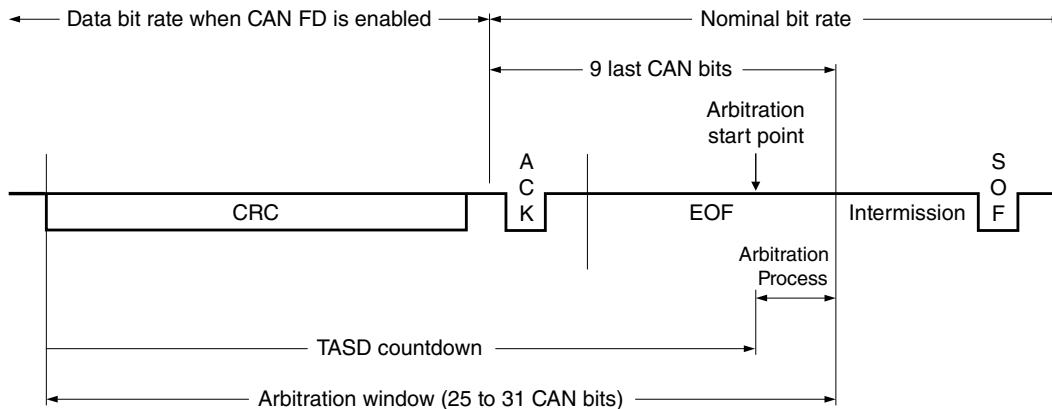 Data bit rate when CAN FD is enabled
Nominal bit rate
9 last CAN bits
Arbitration
start point
A
C
K
S
O
F
CRC
EOF
Intermission
Arbitration
Process
TASD countdown
Arbitration window (25 to 31 CAN bits)